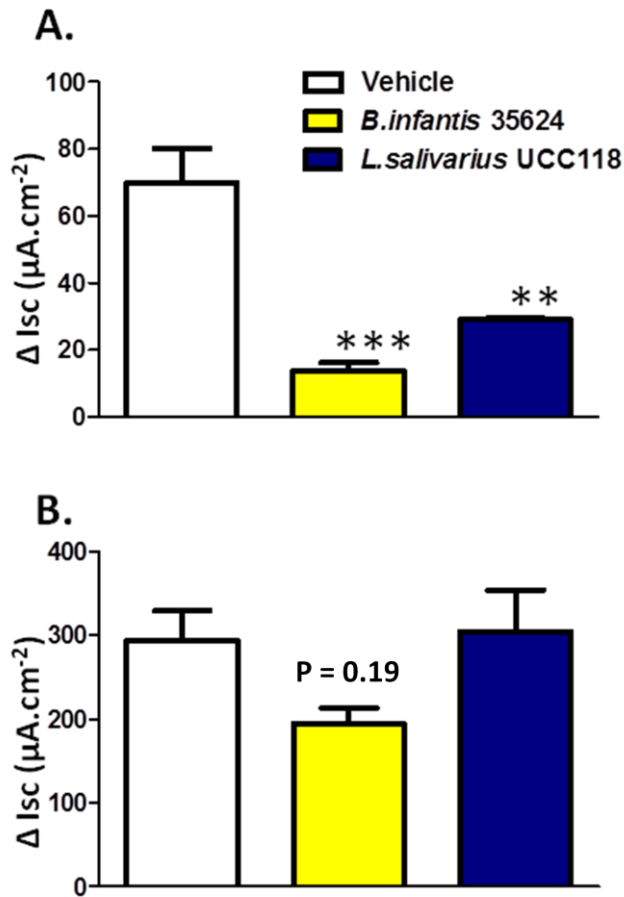 A.
Vehicle
B.infantis 35624
L.salivarius UCC118
Δ Isc (µA.cm-2)
100
80
60
40
20
0
***
**
B.
Δ Isc (µA.cm-2)
400
300
200
100
0
P = 0.19